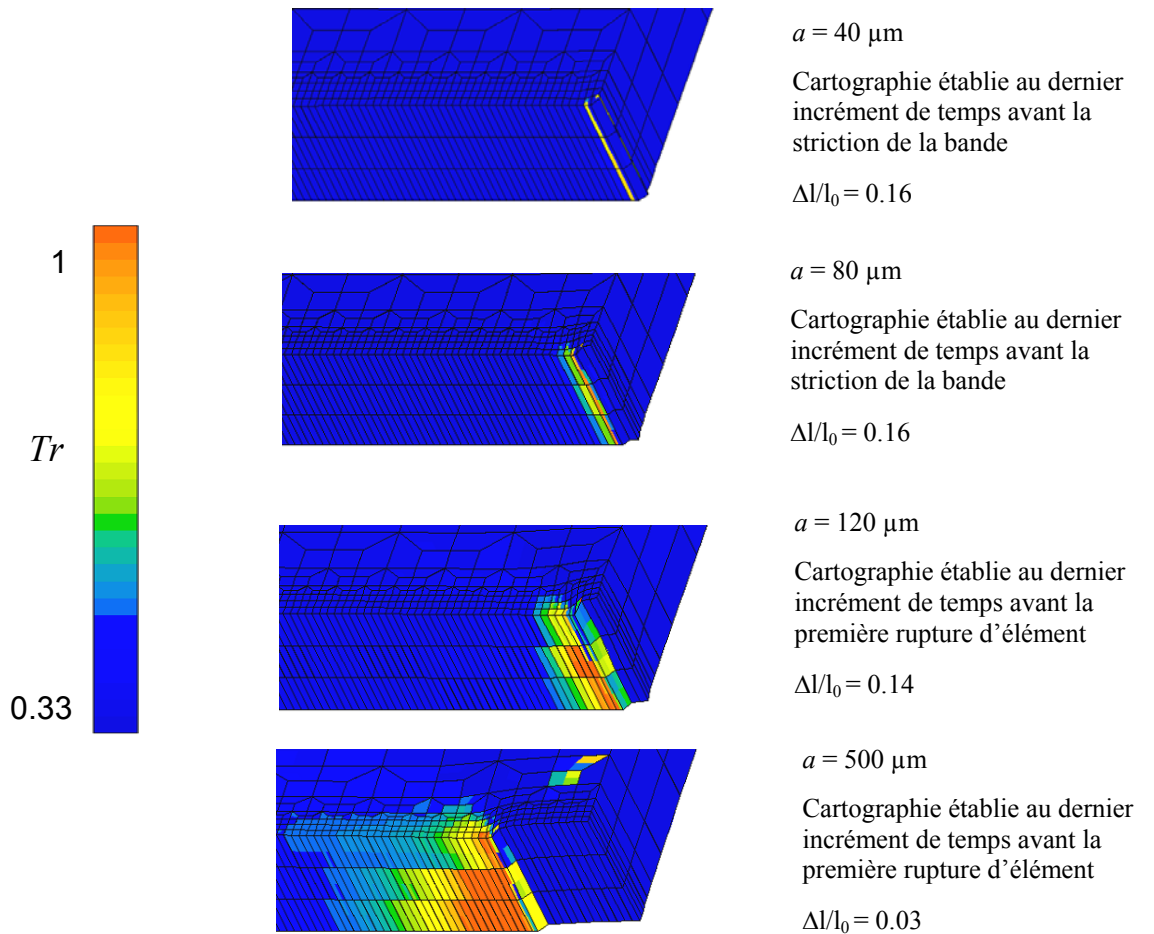 a = 40 µm
Cartographie établie au dernier
incrément de temps avant la
striction de la bande
Δl/l₀ = 0.16
1
Tr
0.33
a = 80 µm
Cartographie établie au dernier
incrément de temps avant la
striction de la bande
Δl/l₀ = 0.16
a = 120 µm
Cartographie établie au dernier
incrément de temps avant la
première rupture d’élément
Δl/l₀ = 0.14
a = 500 µm
Cartographie établie au dernier
incrément de temps avant la
première rupture d’élément
Δl/l₀ = 0.03